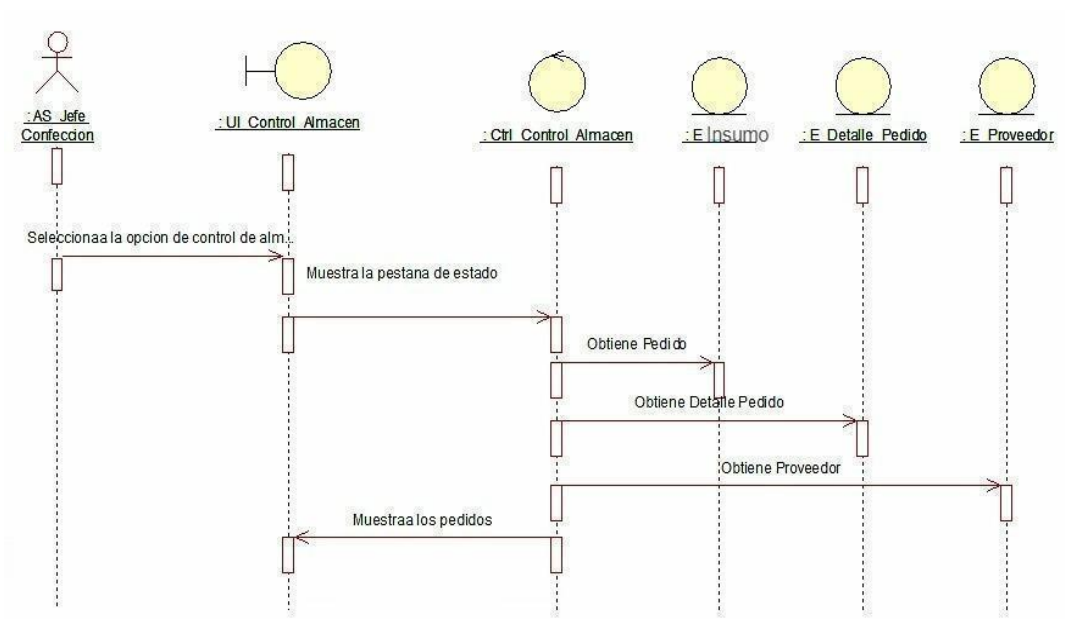 : AS_Jefe
Confeccion
: UI_Control_Almacen
: Ctrl_Control_Almacen
: E Insumo
: E_Detalle_Pedido
: E_Proveedor
Seleccionaa la opcion de control de alm...
Muestra la pestana de estado
Obtiene Pedido
Obtiene Detalle Pedido
Obtiene Proveedor
Muestraa los pedidos